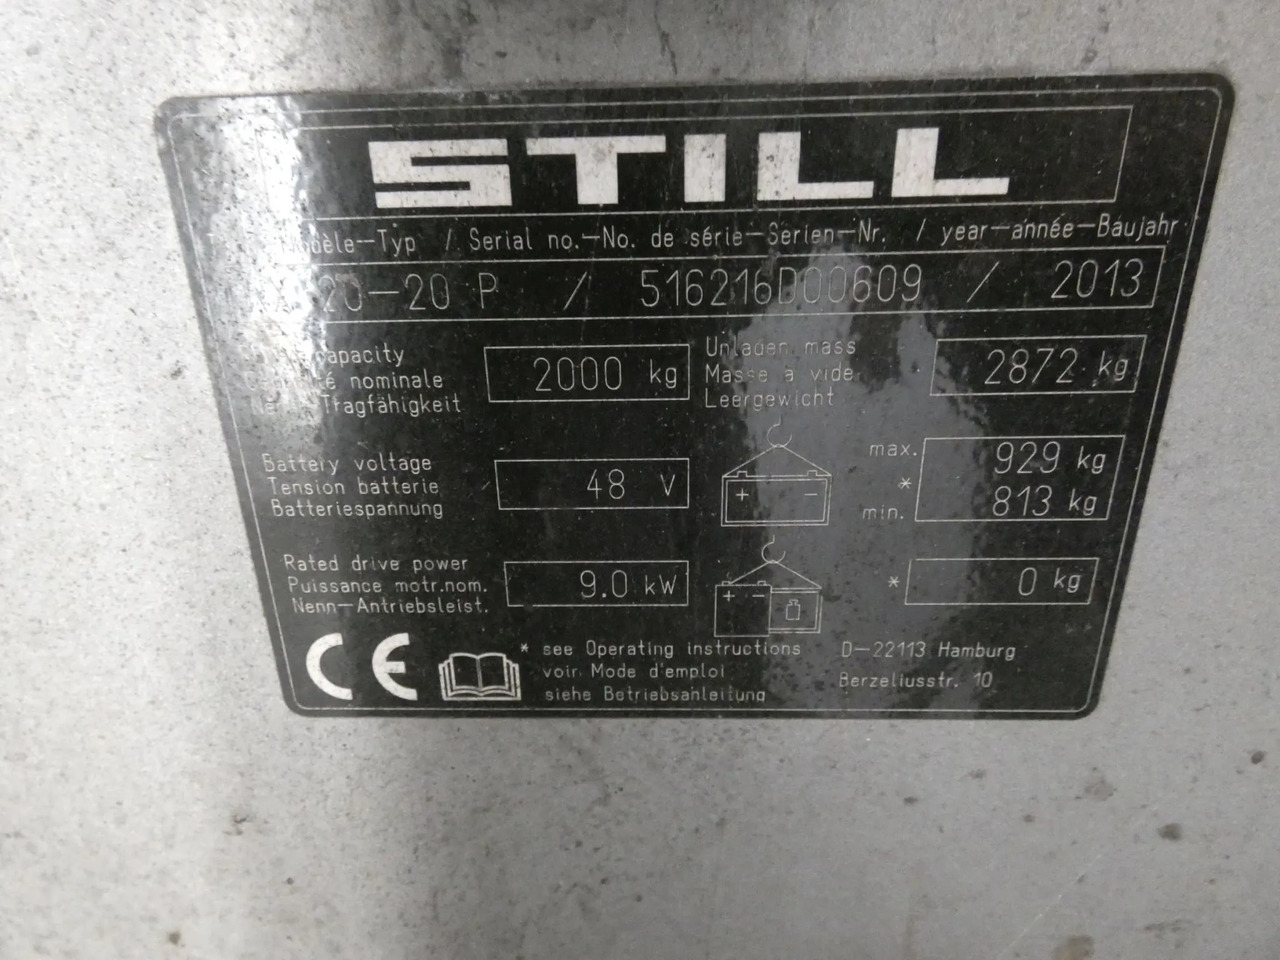 STILL
Modèle-Typ / Serial no.-No. de série-Serien-Nr. / year-année-Baujahr
20-20 P / 516216D00609 / 2013
capacity
nominale
Tragfähigkeit
2000 kg
Unladen mass
Masse à vide
Leergewicht
2872 kg
Battery voltage
Tension batterie
Batteriespannung
48 V
+ -
max.
*
min.
929 kg
813 kg
Rated drive power
Puissance motr.nom.
Nenn-Antriebsleist.
9.0 kW
+ -
* 0 kg
CE
* see Operating instructions
voir Mode d'emploi
siehe Betriebsanleitung
D-22113 Hamburg
Berzeliusstr. 10